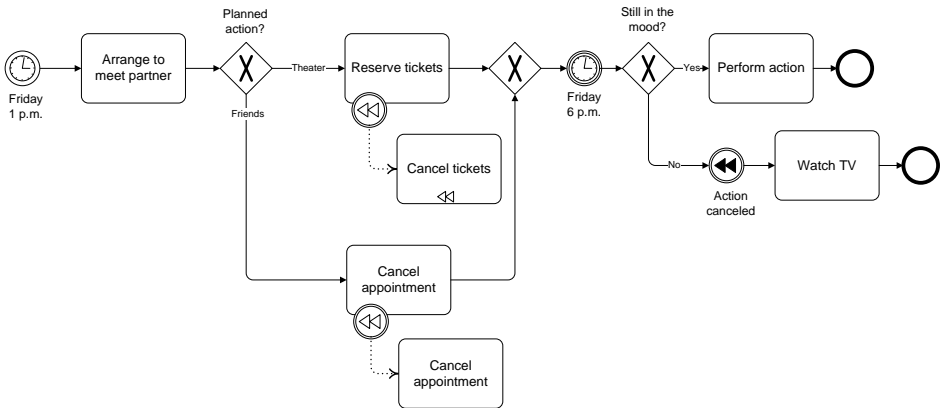 Planned
action?
Still in the
mood?
Arrange to
meet partner
Theater
Reserve tickets
Yes
Perform action
Friday
1 p.m.
Friday
6 p.m.
Friends
Cancel tickets
No
Watch TV
Action
canceled
Cancel
appointment
Cancel
appointment